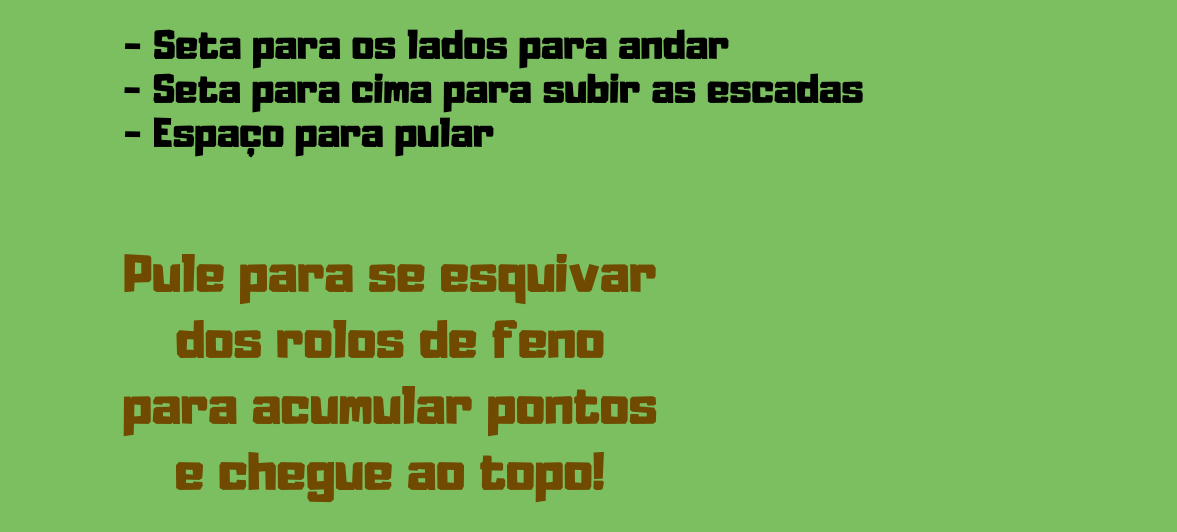 - Seta para os lados para andar
- Seta para cima para subir as escadas
- Espaço para pular
Pule para se esquivar
dos rolos de feno
para acumular pontos
e chegue ao topo!